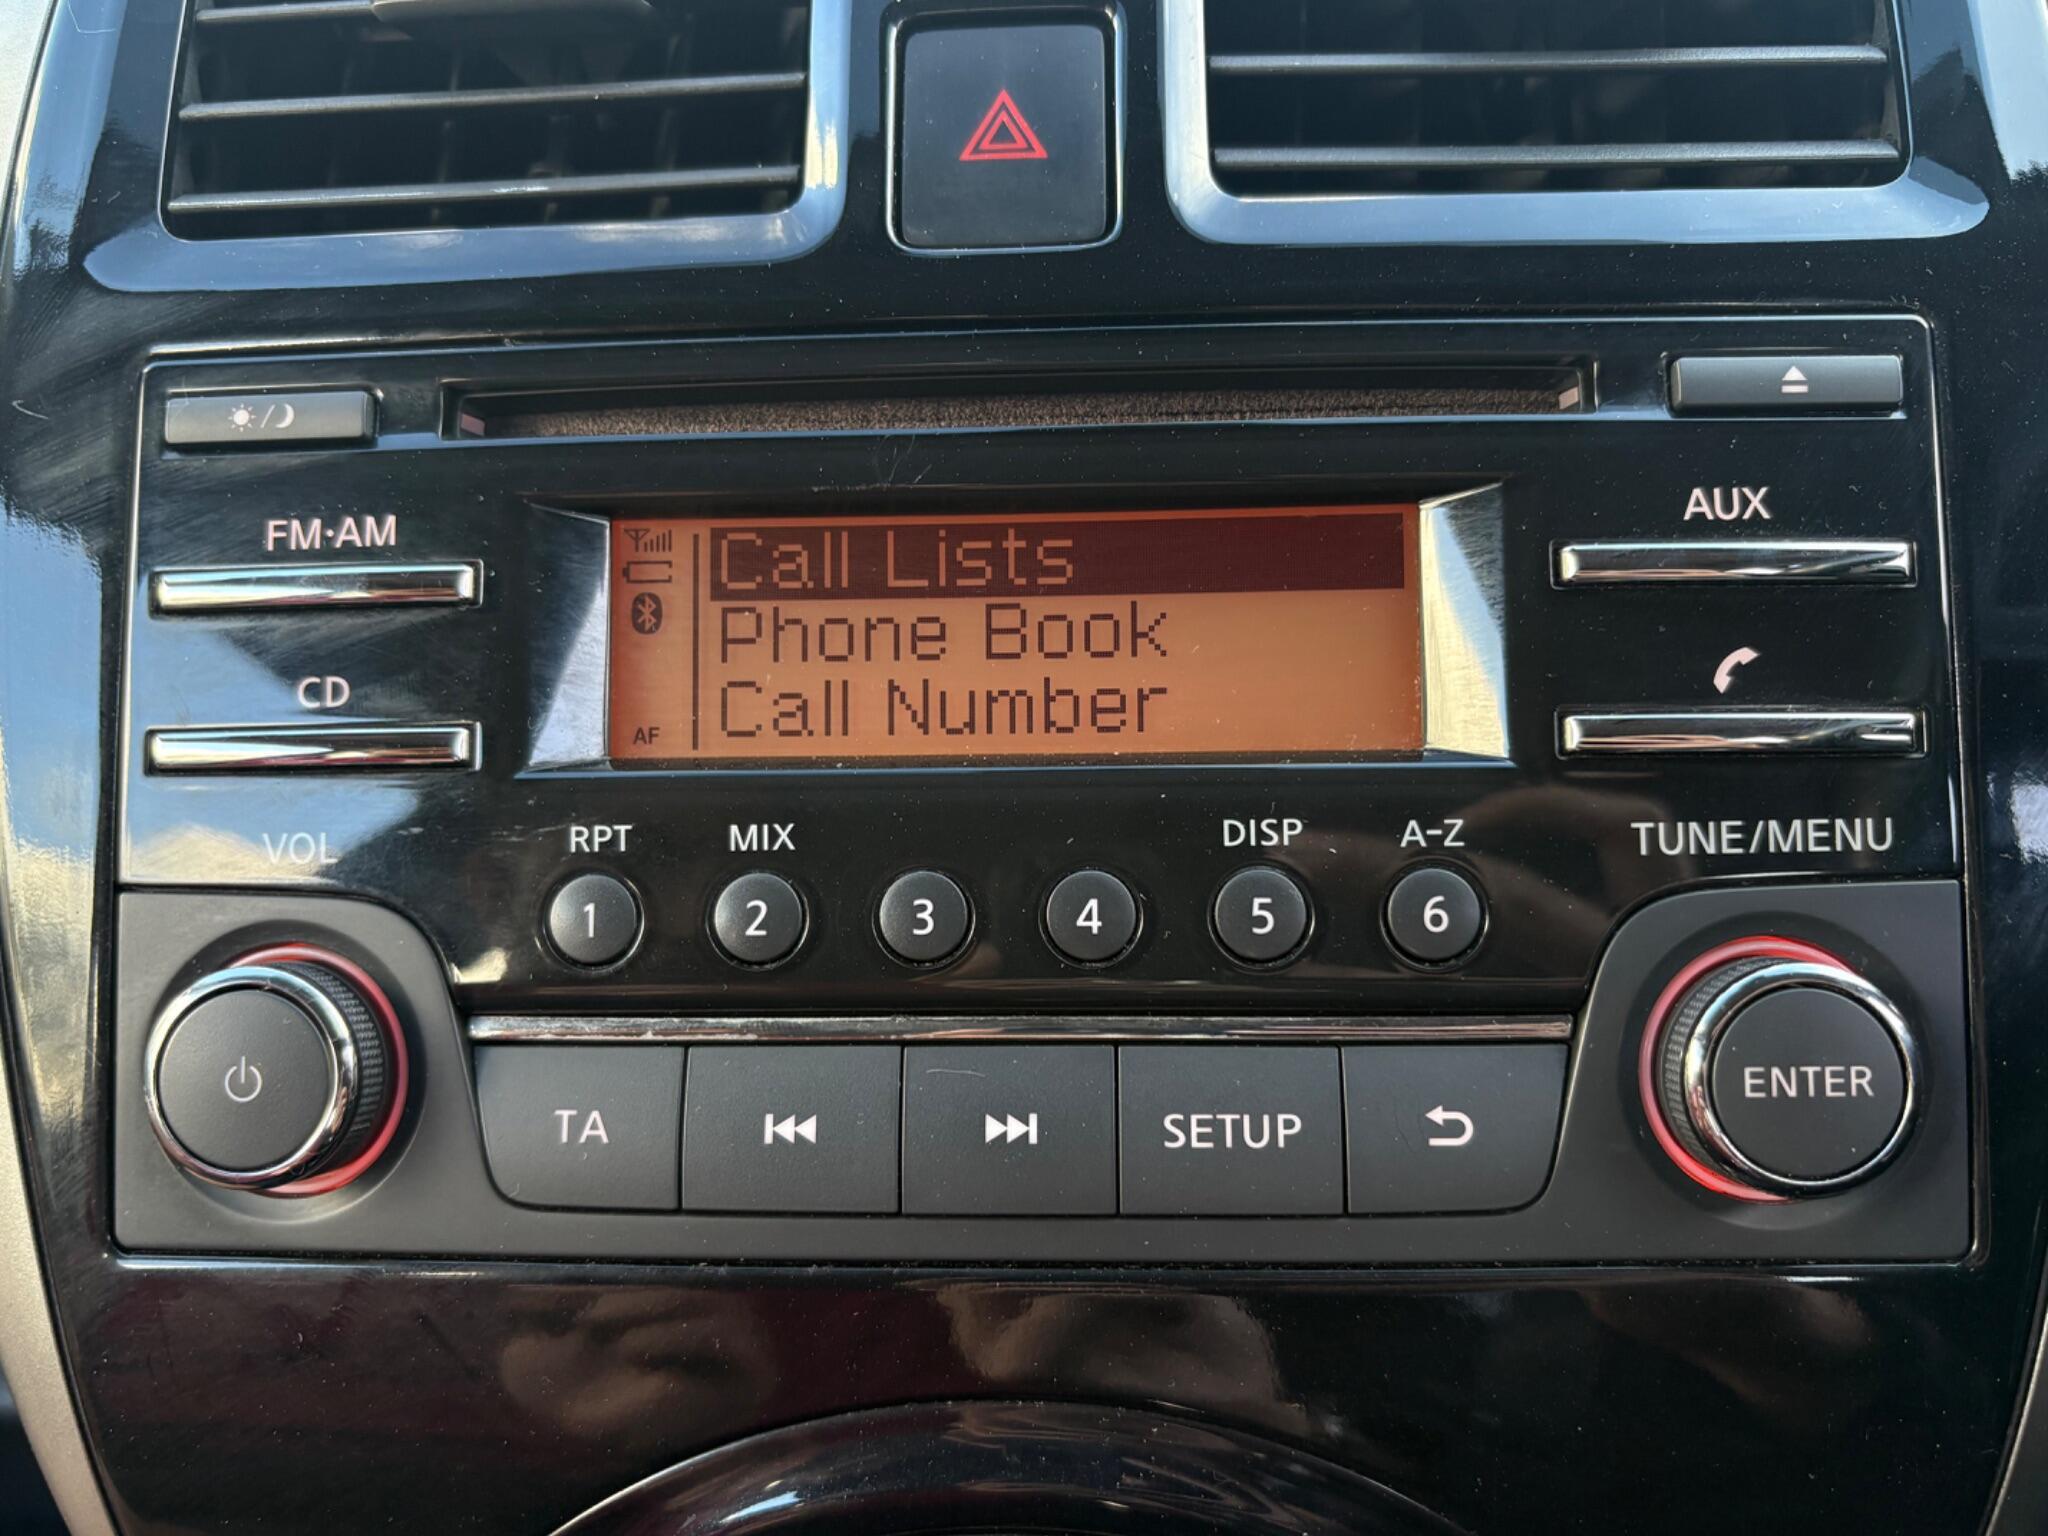 FM·AM
AUX
Call Lists
Phone Book
Call Number
AF
CD
VOL
RPT
MIX
DISP
A-Z
TUNE/MENU
1
2
3
4
5
6
TA
SETUP
ENTER